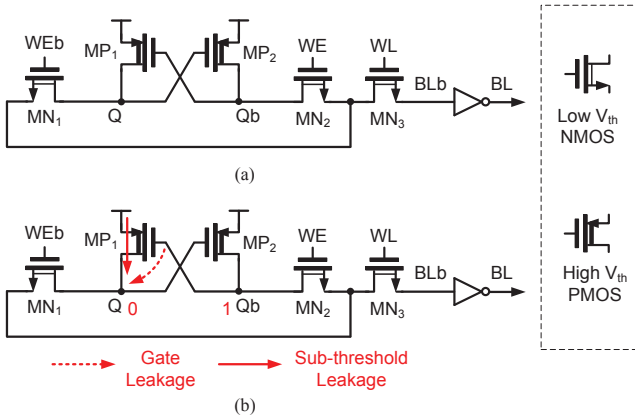 WEb
MP1
MP2
WE
WL
BLb
BL
MN1
Q
Qb
MN2
MN3
(a)
WEb
MP1
MP2
WE
WL
BLb
BL
MN1
Q
0
1
Qb
MN2
MN3
Gate
Leakage
Sub-threshold
Leakage
(b)
Low Vth
NMOS
High Vth
PMOS